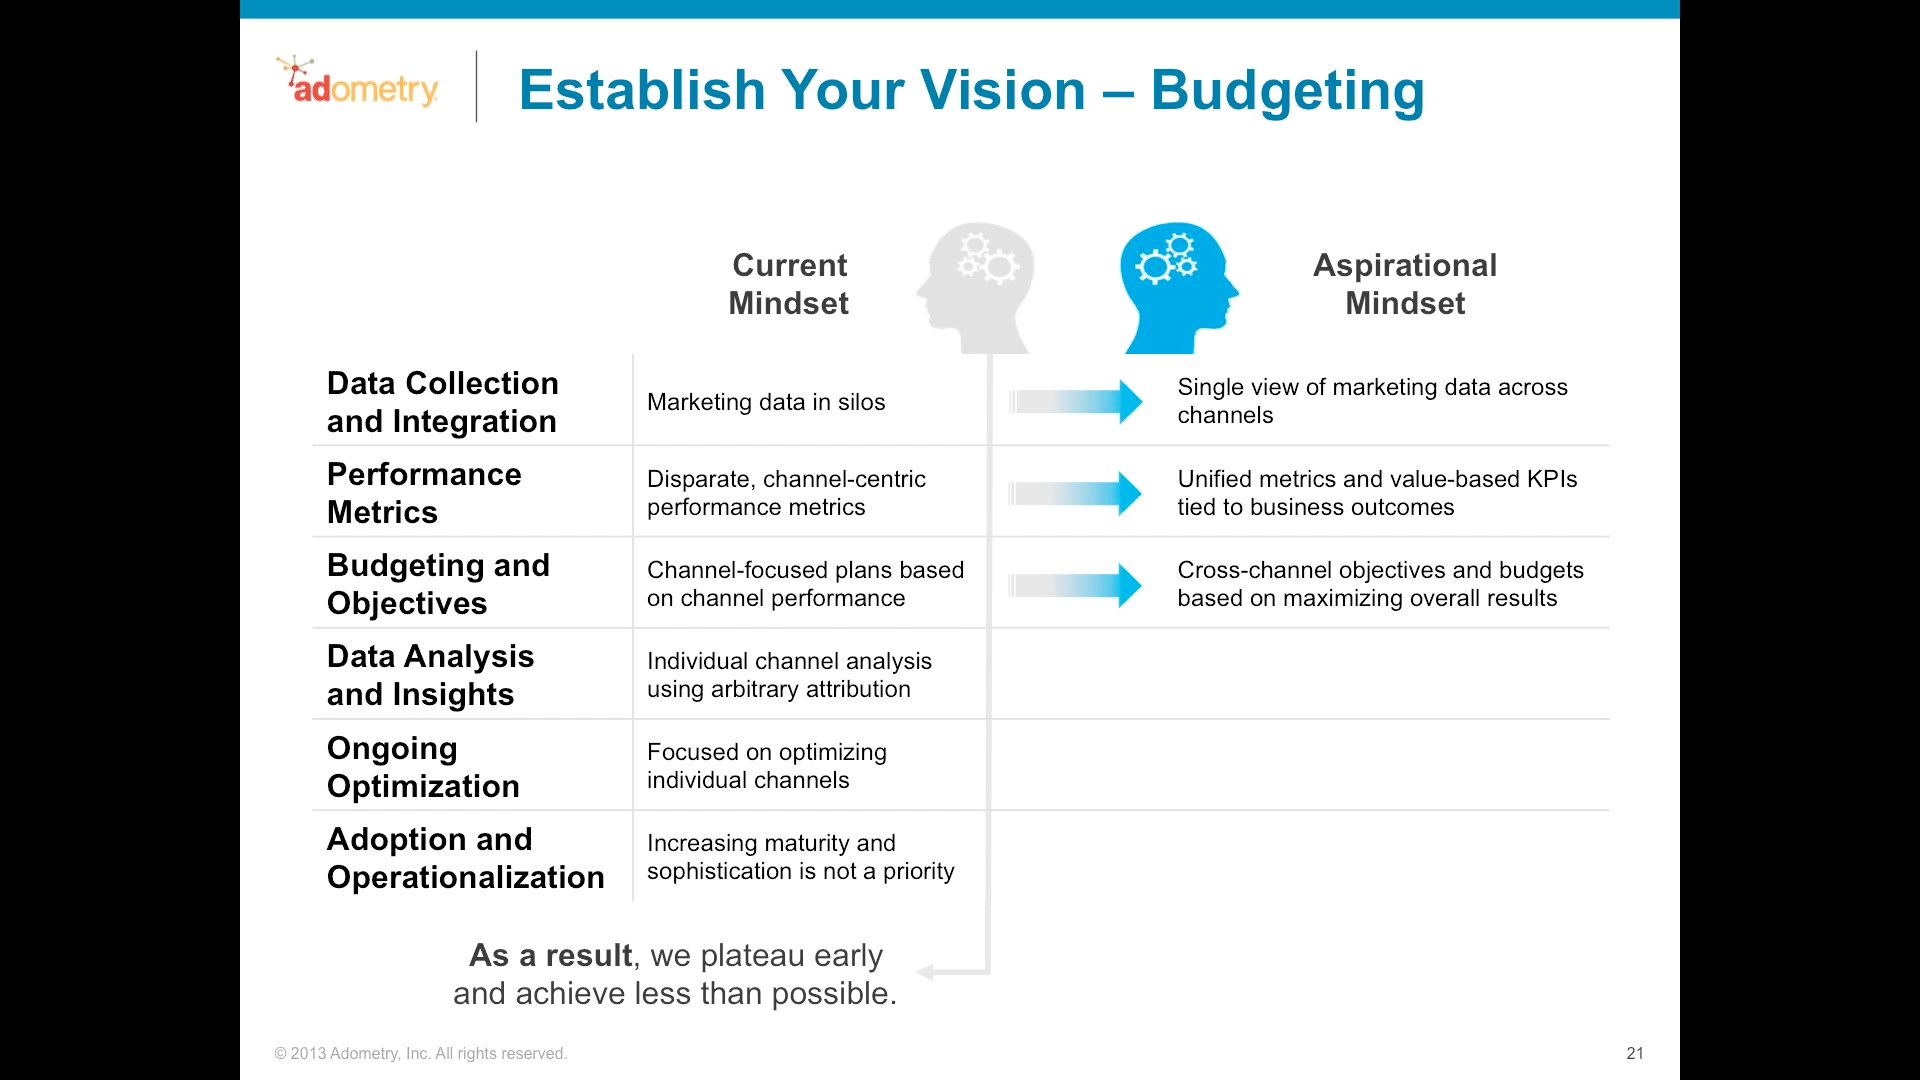 adometry
Establish Your Vision – Budgeting
Current
Mindset
Aspirational
Mindset
Data Collection
and Integration
Marketing data in silos
Single view of marketing data across
channels
Performance
Metrics
Disparate, channel-centric
performance metrics
Unified metrics and value-based KPIs
tied to business outcomes
Budgeting and
Objectives
Channel-focused plans based
on channel performance
Cross-channel objectives and budgets
based on maximizing overall results
Data Analysis
and Insights
Individual channel analysis
using arbitrary attribution
Ongoing
Optimization
Focused on optimizing
individual channels
Adoption and
Operationalization
Increasing maturity and
sophistication is not a priority
As a result, we plateau early
and achieve less than possible.
© 2013 Adometry, Inc. All rights reserved.
21